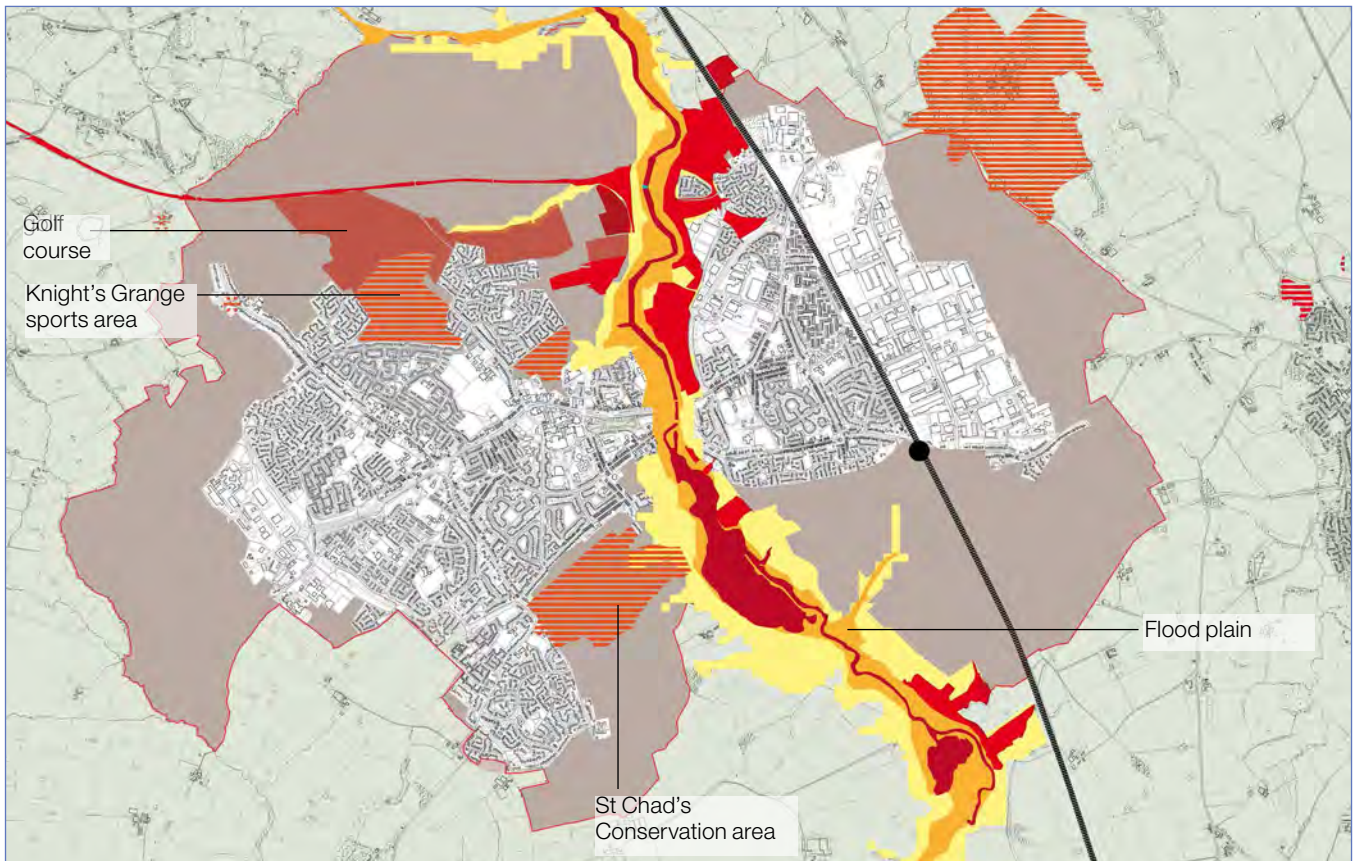 Golf
course
Knight's Grange
sports area
Flood plain
St Chad's
Conservation area